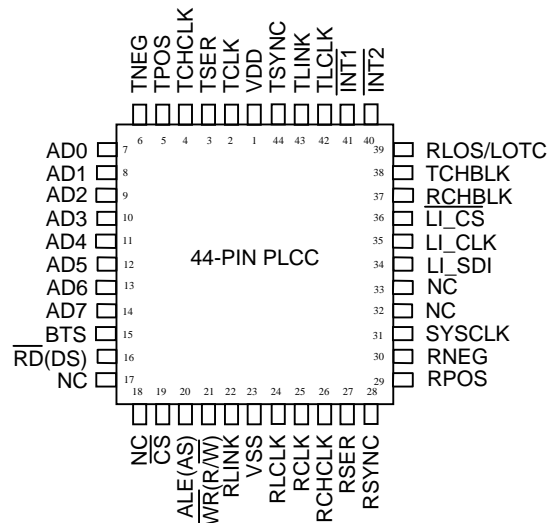 TNEG
TPOS
TCHCLK
TSER
TCLK
VDD
TSYNC
TLINK
TLCLK
INT1
INT2
6 5 4 3 2 1 44 43 42 41 40
AD0 7
AD1 8
AD2 9
AD3 10
AD4 11
AD5 12
AD6 13
AD7 14
BTS 15
RD(DS) 16
NC 17
44-PIN PLCC
39 RLOS/LOTC
38 TCHBLK
37 RCHBLK
36 LI_CS
35 LI_CLK
34 LI_SDI
33 NC
32 NC
31 SYSCLK
30 RNEG
29 RPOS
18 19 20 21 22 23 24 25 26 27 28
NC
CS
ALE(AS)
WR(R/W)
RLINK
VSS
RLCLK
RCLK
RCHCLK
RSER
RSYNC